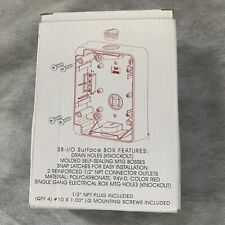 SB-I/O Surface BOX FEATURES:
DRAIN HOLES (KNOCKOUT)
MOLDED SELF-SEALING MTG BOSSES
SNAP LATCHES FOR EASY INSTALLATION
2 REINFORCED 1/2" NPT CONNECTOR OUTLETS
MATERIAL: POLYCARBONATE, 94V-0, COLOR RED
SINGLE GANG ELECTRICAL BOX MTG HOLES (KNOCKOUT)
1/2" NPT PLUG INCLUDED
(QTY 4) #10 X 1.00" LG MOUNTING SCREWS INCLUDED